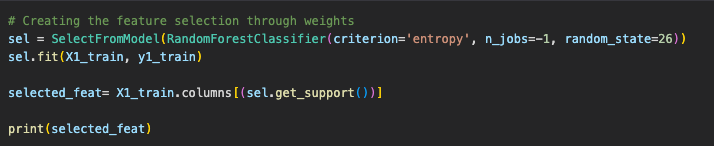 # Creating the feature selection through weights
sel = SelectFromModel(RandomForestClassifier(criterion='entropy', n_jobs=-1, random_state=26))
sel.fit(X1_train, y1_train)
selected_feat= X1_train.columns[(sel.get_support())]
print(selected_feat)